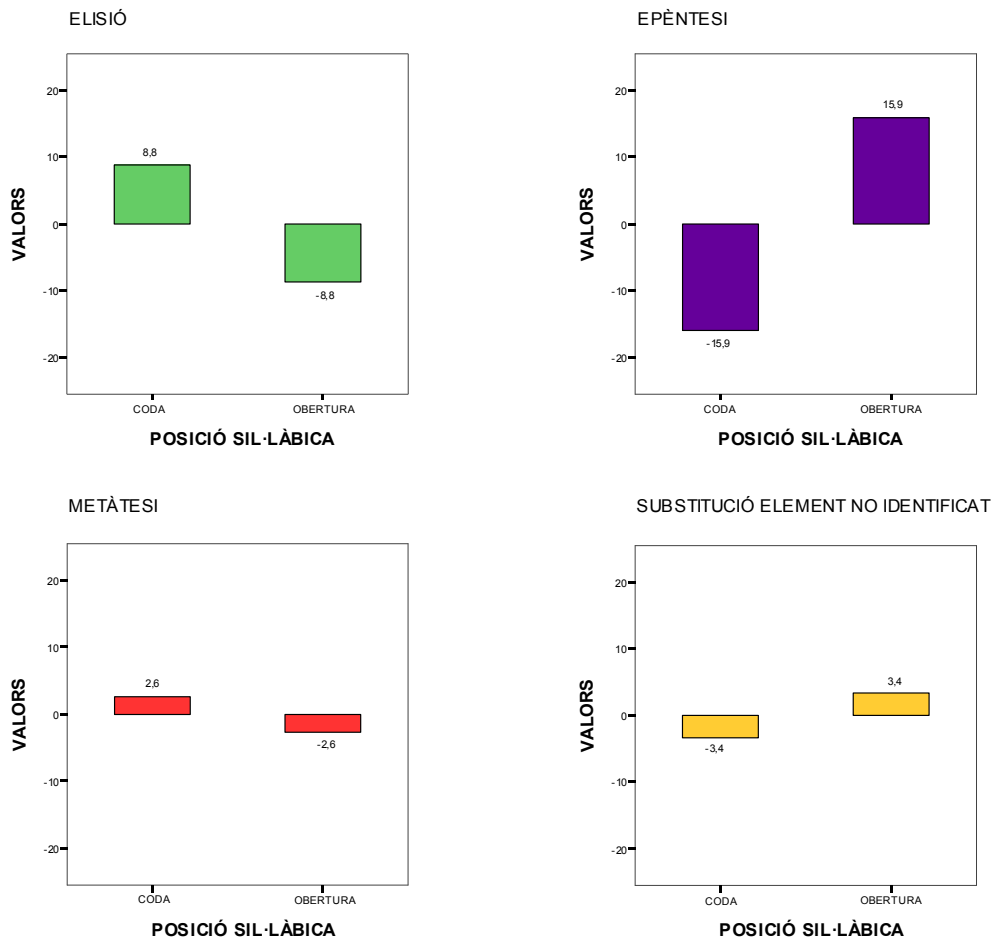 ELISIÓ
VALORS
20
10
0
-10
-20
8,8
-8,8
CODA
OBERTURA
POSICIÓ SIL·LÀBICA
EPÈNTESI
VALORS
20
10
0
-10
-20
-15,9
15,9
CODA
OBERTURA
POSICIÓ SIL·LÀBICA
METÀTESI
VALORS
20
10
0
-10
-20
2,6
-2,6
CODA
OBERTURA
POSICIÓ SIL·LÀBICA
SUBSTITUCIÓ ELEMENT NO IDENTIFICAT
VALORS
20
10
0
-10
-20
-3,4
3,4
CODA
OBERTURA
POSICIÓ SIL·LÀBICA